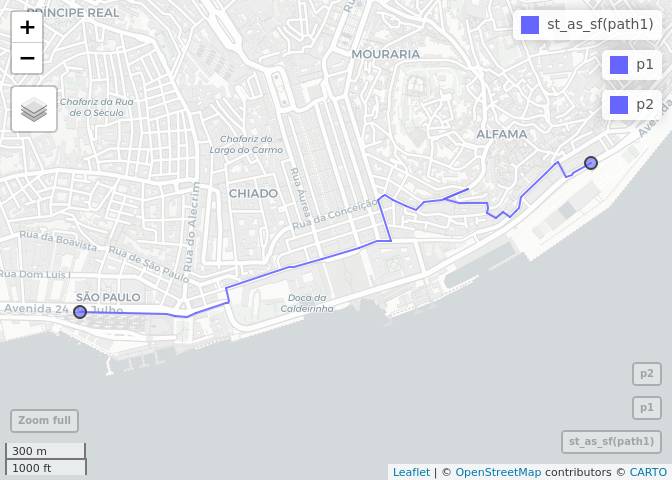 PRÍNCIPE REAL
Ru
st_as_sf(path1)
+
−
MOURARIA
p1
p2
Chafariz da Rua
de O Século
Avenida
ALFAMA
Chafariz do
Largo do Carmo
CHIADO
Rua Áurea
Rua da Conceição
Rua do Alecrim
Rua da Boavista
Rua de São Paulo
Rua Dom Luís I
SÃO PAULO
Avenida 24 de Julho
Doca da
Caldeirinha
p2
p1
Zoom full
st_as_sf(path1)
300 m
1000 ft
Leaflet | © OpenStreetMap contributors © CARTO